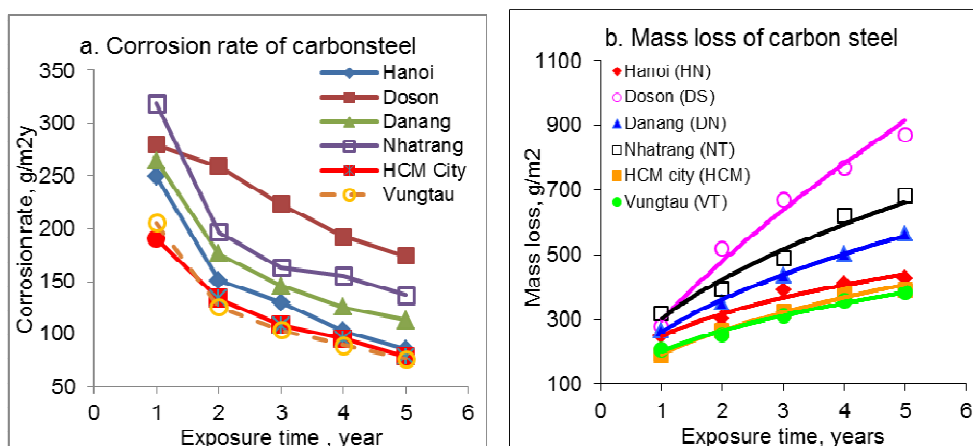 a. Corrosion rate of carbonsteel
Corrosion rate, g/m2y
350
300
250
200
150
100
50
0
1
2
3
4
5
6
Exposure time , year
Hanoi
Doson
Danang
Nhatrang
HCM City
Vungtau
b. Mass loss of carbon steel
Mass loss, g/m2
1100
900
700
500
300
100
0
1
2
3
4
5
6
Exposure time, years
Hanoi (HN)
Doson (DS)
Danang (DN)
Nhatrang (NT)
HCM city (HCM)
Vungtau (VT)